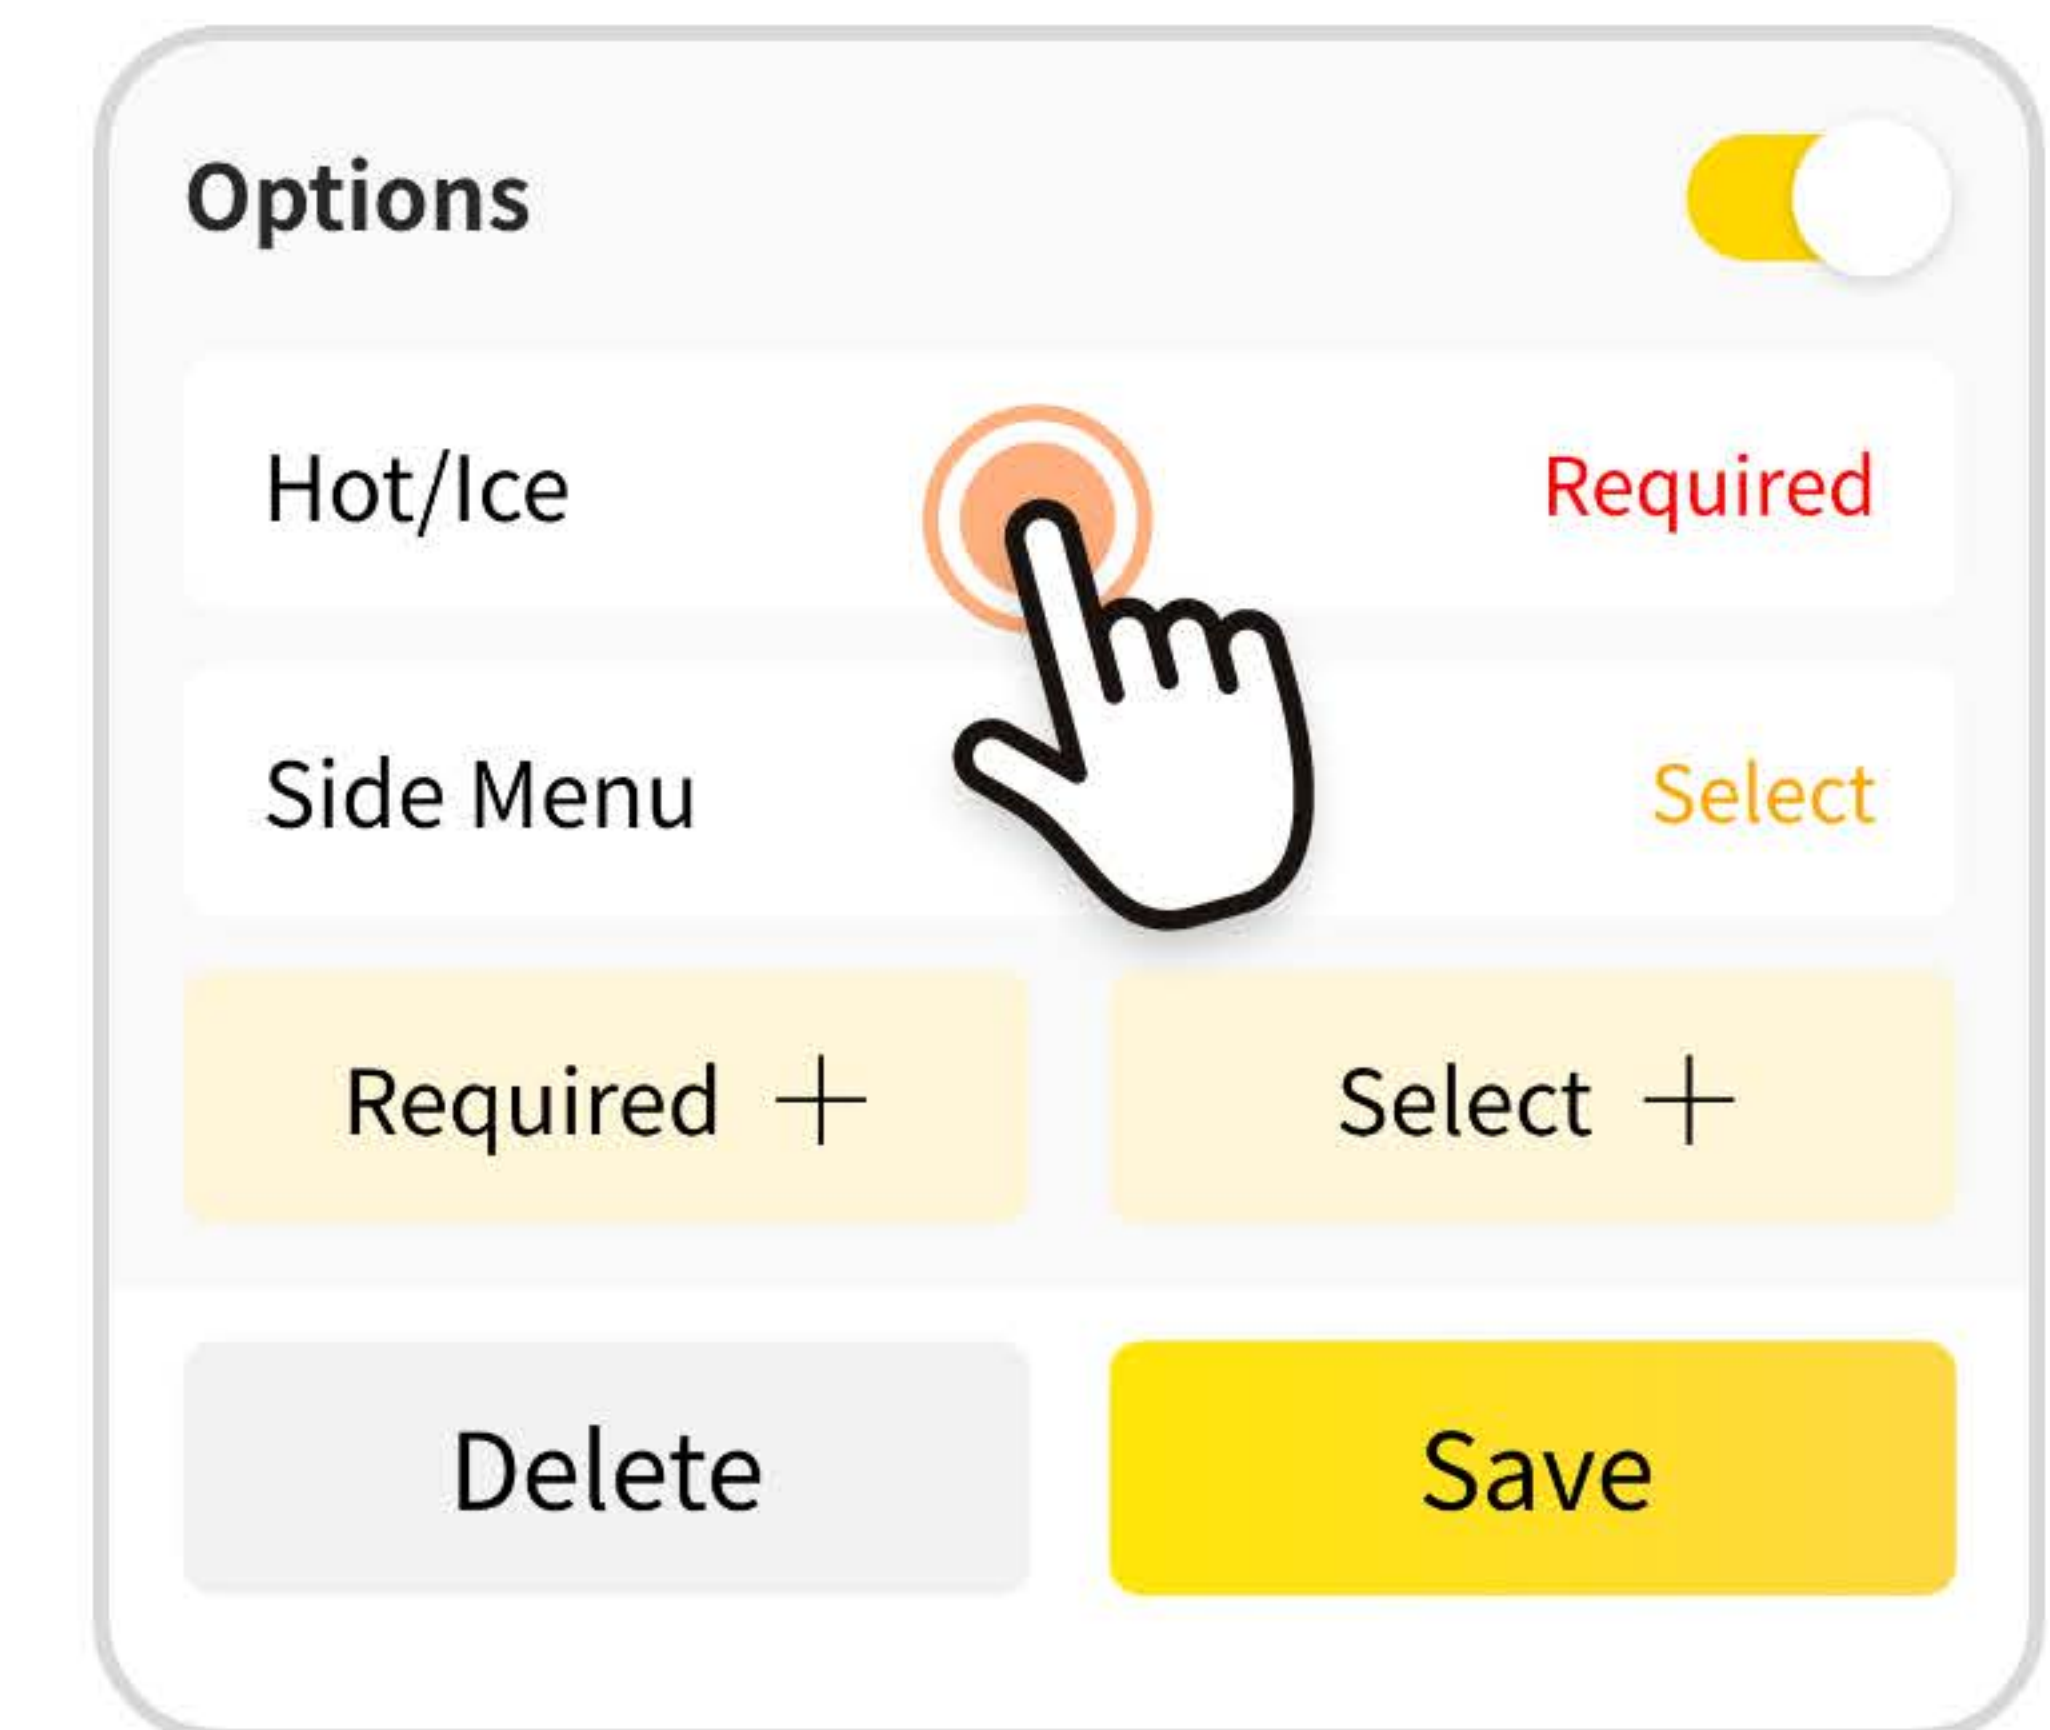 Options
Hot/Ice Required
Side Menu Select
Required + Select +
Delete Save